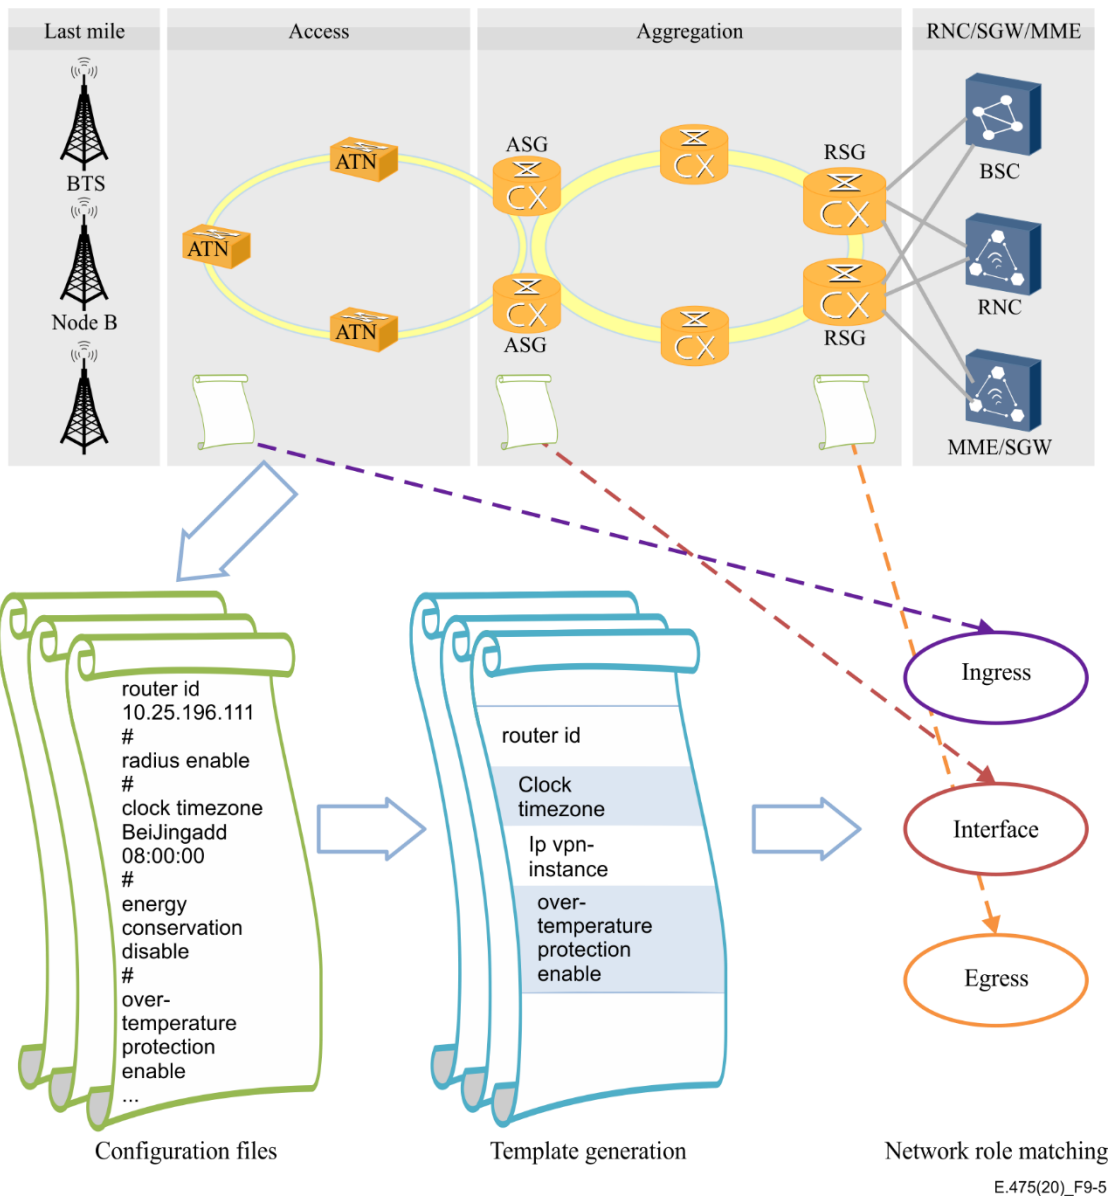 Last mile
Access
Aggregation
RNC/SGW/MME
BTS
Node B
ATN
ATN
ATN
ASG
CX
CX
ASG
CX
CX
RSG
CX
CX
RSG
BSC
RNC
MME/SGW
router id
10.25.196.111
#
radius enable
#
clock timezone
BeiJingadd
08:00:00
#
energy
conservation
disable
#
over-
temperature
protection
enable
...
router id
Clock
timezone
Ip vpn-
instance
over-
temperature
protection
enable
Ingress
Interface
Egress
Configuration files
Template generation
Network role matching
E.475(20)_F9-5